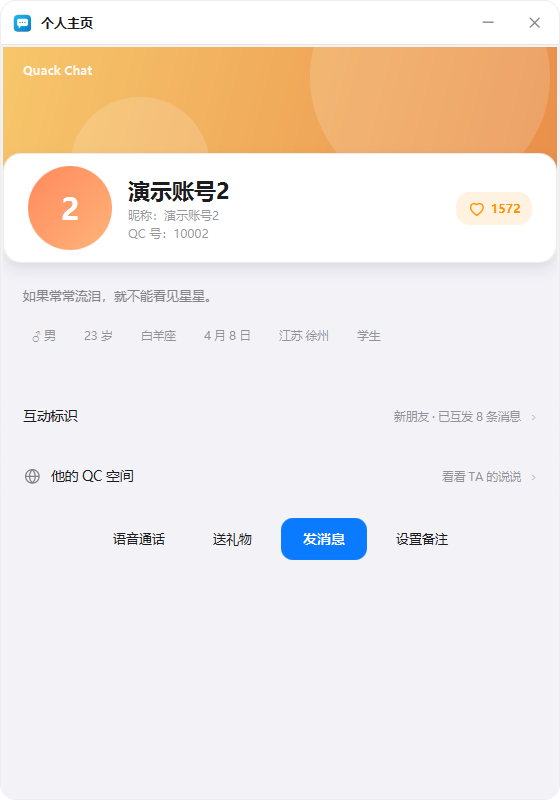 个人主页
Quack Chat
2
演示账号2
昵称：演示账号2
QC 号：10002
1572
如果常常流泪，就不能看见星星。
♂ 男 23 岁 白羊座 4 月 8 日 江苏 徐州 学生
互动标识 新朋友 · 已互发 8 条消息 ›
他的 QC 空间 看看 TA 的说说 ›
语音通话 送礼物 发消息 设置备注